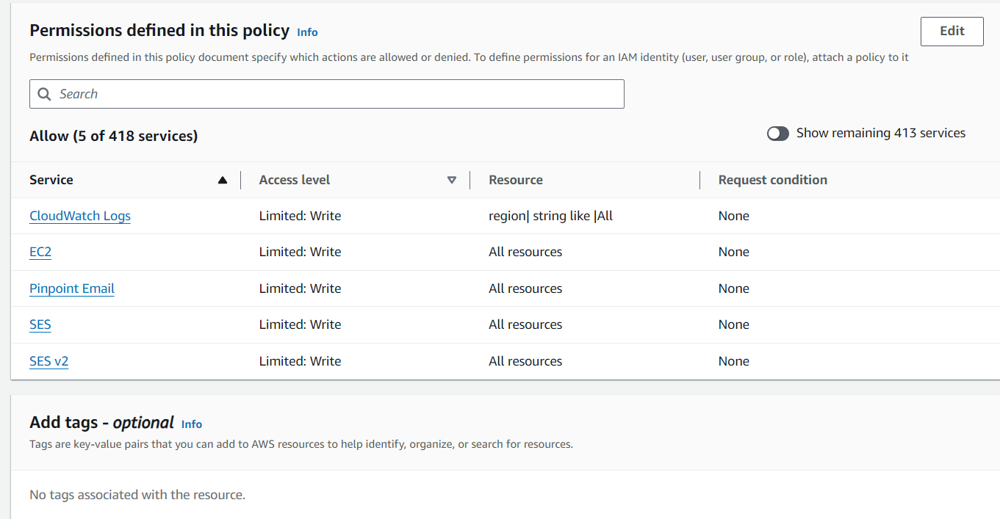 Permissions defined in this policy Info
Edit
Permissions defined in this policy document specify which actions are allowed or denied. To define permissions for an IAM identity (user, user group, or role), attach a policy to it
Search
Allow (5 of 418 services)
Show remaining 413 services
Service Access level Resource Request condition
CloudWatch Logs Limited: Write region| string like |All None
EC2 Limited: Write All resources None
Pinpoint Email Limited: Write All resources None
SES Limited: Write All resources None
SES v2 Limited: Write All resources None
Add tags - optional Info
Tags are key-value pairs that you can add to AWS resources to help identify, organize, or search for resources.
No tags associated with the resource.